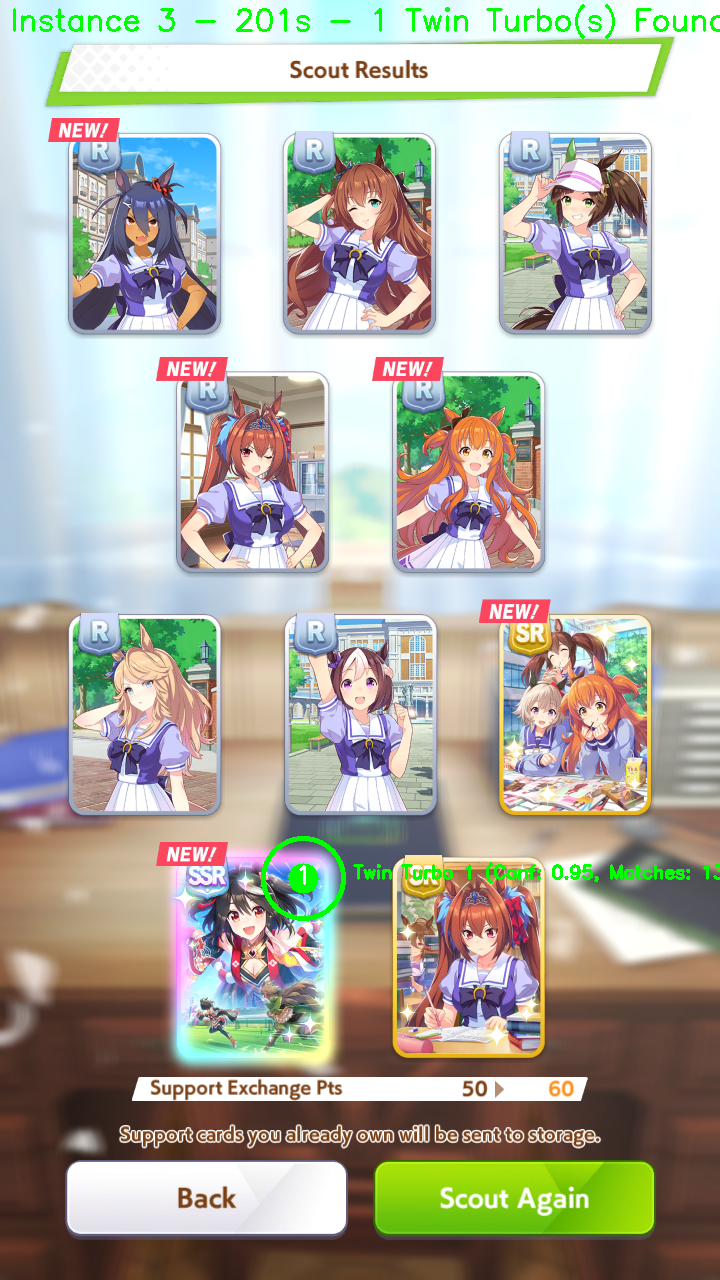 Instance 3 - 201s - 1 Twin Turbo(s) Found
Scout Results
NEW!
R
R
R
NEW!
R
NEW!
R
R
R
NEW!
SR
NEW!
SSR
1
Twin Turbo 1 (Conf: 0.95, Matches: 13
SR
Support Exchange Pts 50 60
Support cards you already own will be sent to storage.
Back
Scout Again